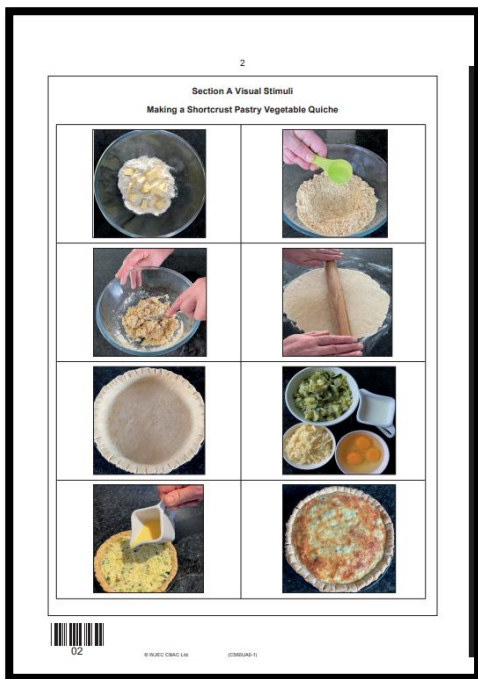 2
Section A Visual Stimuli
Making a Shortcrust Pastry Vegetable Quiche
02
© WJEC CBAC Ltd.
(C560UA0-1)